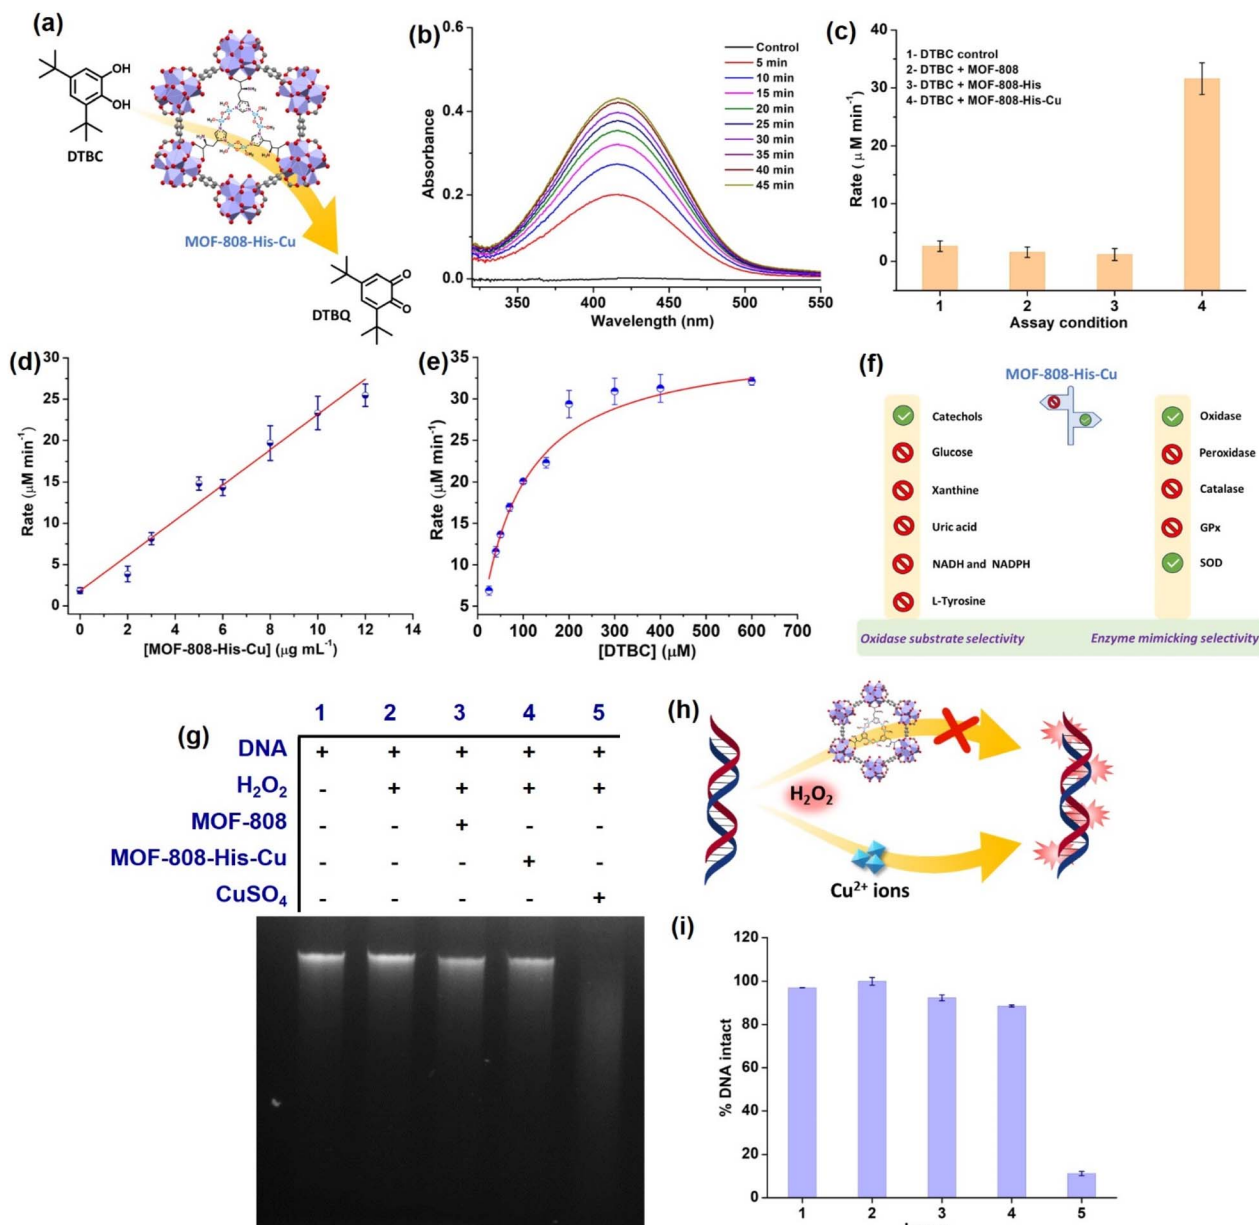 (a)
OH
OH
DTBC
MOF-808-His-Cu
O
O
DTBQ
(b)
Absorbance
0.6
0.4
0.2
0.0
350
400
450
500
550
Wavelength (nm)
Control
5 min
10 min
15 min
20 min
25 min
30 min
35 min
40 min
45 min
(c)
1- DTBC control
2- DTBC + MOF-808
3- DTBC + MOF-808-His
4- DTBC + MOF-808-His-Cu
Rate ( μ M min⁻¹)
40
30
20
10
0
1
2
3
4
Assay condition
(d)
Rate (μM min⁻¹)
30
25
20
15
10
5
0
0
2
4
6
8
10
12
14
[MOF-808-His-Cu] (μg mL⁻¹)
(e)
Rate (μM min⁻¹)
35
30
25
20
15
10
5
0
100
200
300
400
500
600
700
[DTBC] (μM)
(f)
MOF-808-His-Cu
Catechols
Glucose
Xanthine
Uric acid
NADH and NADPH
L-Tyrosine
Oxidase substrate selectivity
Oxidase
Peroxidase
Catalase
GPx
SOD
Enzyme mimicking selectivity
(g)
1 2 3 4 5
DNA + + + + +
H₂O₂ - + + + +
MOF-808 - - + - -
MOF-808-His-Cu - - - + -
CuSO₄ - - - - +
(h)
H₂O₂
Cu²⁺ ions
(i)
% DNA intact
120
100
80
60
40
20
0
1
2
3
4
5